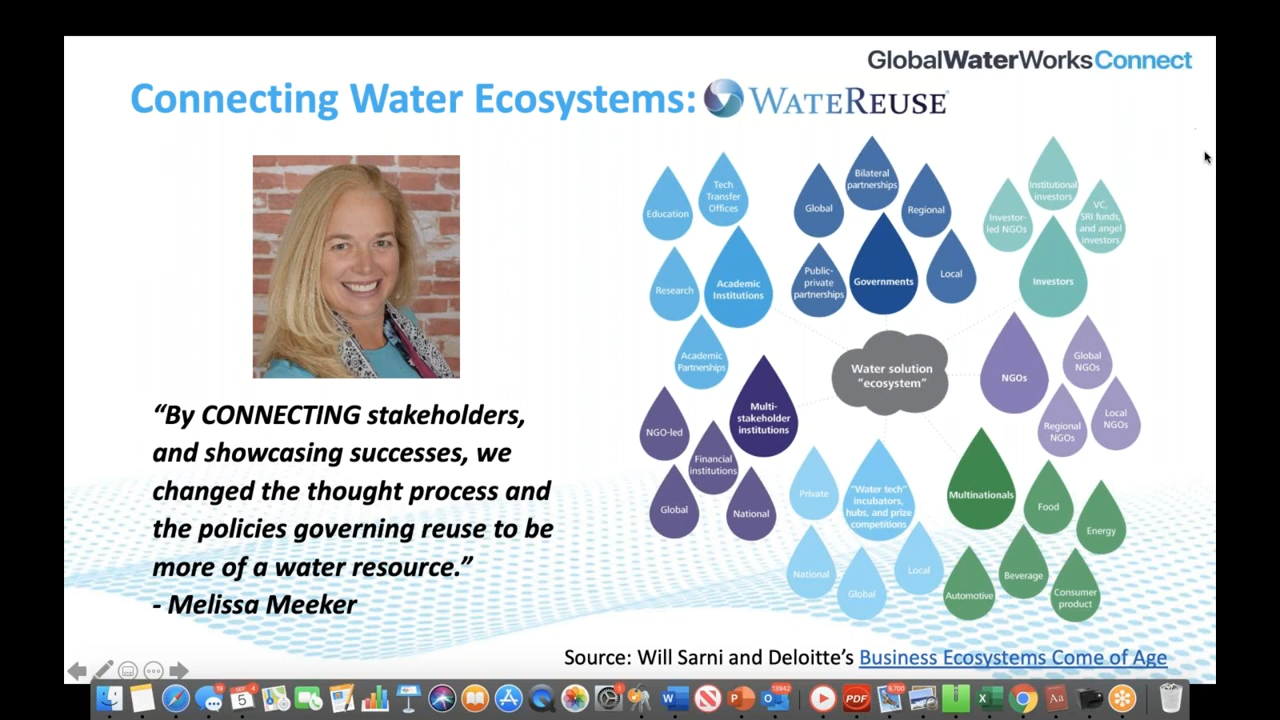 GlobalWaterWorksConnect
Connecting Water Ecosystems: WATEREUSE
Education
Tech
Transfer
Offices
Research
Academic
Institutions
Academic
Partnerships
Global
Bilateral
partnerships
Regional
Public-
private
partnerships
Governments
Local
Investor-
led NGOs
Institutional
investors
VC,
SRI funds,
and angel
investors
Investors
Water solution
“ecosystem”
NGOs
Global
NGOs
Regional
NGOs
Local
NGOs
Multi-
stakeholder
institutions
NGO-led
Financial
institutions
Global
National
Private
“Water tech”
incubators,
hubs, and prize
competitions
National
Global
Local
Multinationals
Food
Energy
Automotive
Beverage
Consumer
product
“By CONNECTING stakeholders,
and showcasing successes, we
changed the thought process and
the policies governing reuse to be
more of a water resource.”
- Melissa Meeker
Source: Will Sarni and Deloitte’s Business Ecosystems Come of Age
5
PDF
Aa